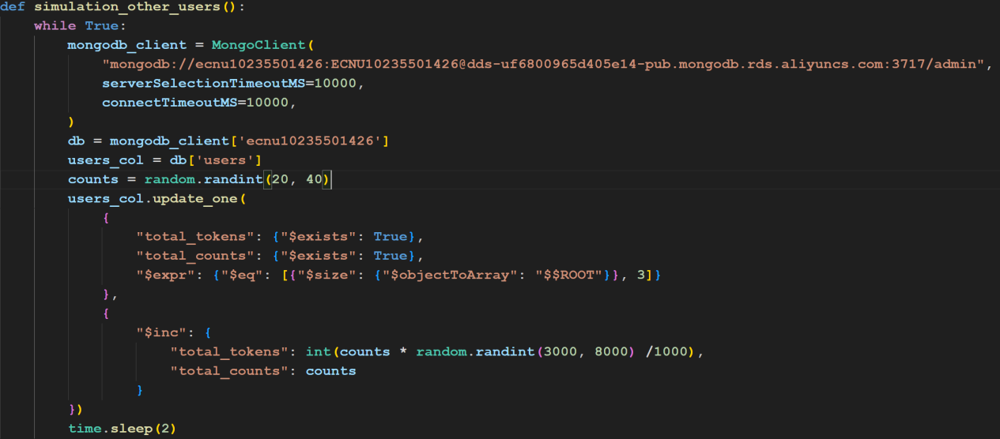 def simulation_other_users():
    while True:
        mongodb_client = MongoClient(
            "mongodb://ecnu10235501426:ECNU10235501426@dds-uf6800965d405e14-pub.mongodb.rds.aliyuncs.com:3717/admin",
            serverSelectionTimeoutMS=10000,
            connectTimeoutMS=10000,
        )
        db = mongodb_client['ecnu10235501426']
        users_col = db['users']
        counts = random.randint(20, 40)
        users_col.update_one(
            {
                "total_tokens": {"$exists": True},
                "total_counts": {"$exists": True},
                "$expr": {"$eq": [{"$size": {"$objectToArray": "$$ROOT"}}, 3]}
            },
            {
                "$inc": {
                    "total_tokens": int(counts * random.randint(3000, 8000) /1000),
                    "total_counts": counts
                }
        })
        time.sleep(2)